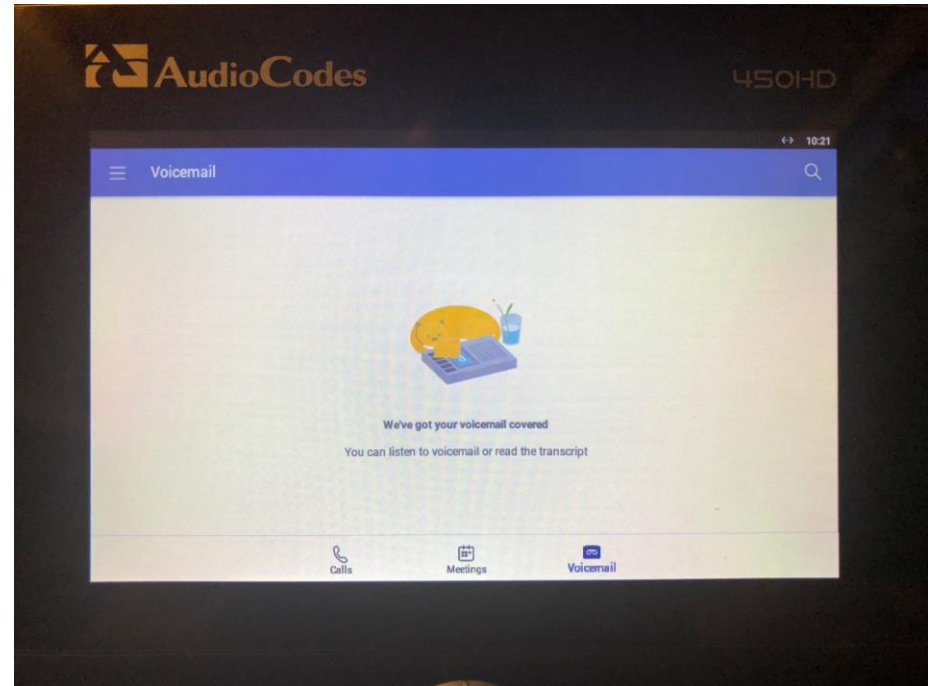 AudioCodes
450HD
10:21
Voicemail
We've got your voicemail covered
You can listen to voicemail or read the transcript
Calls
Meetings
Voicemail